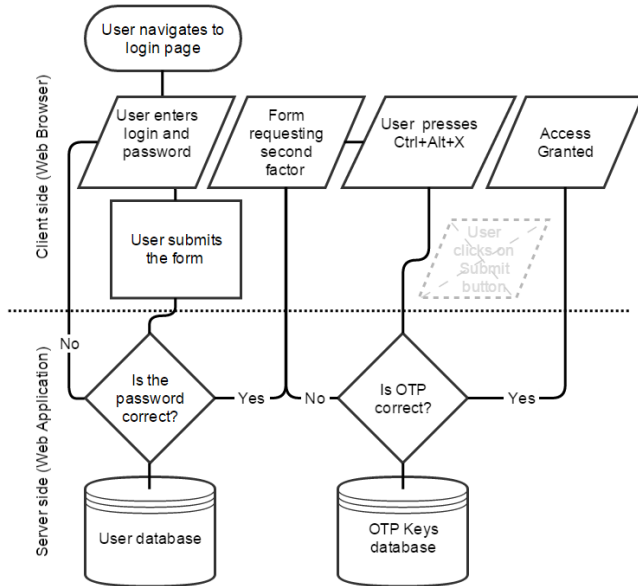 User navigates to
login page
User enters
login and
password
Form
requesting
second
factor
User presses
Ctrl+Alt+X
Access
Granted
User submits
the form
User
clicks on
Submit
button
Client side (Web Browser)
No
Is the
password
correct?
Yes
No
Is OTP
correct?
Yes
Server side (Web Application)
User database
OTP Keys
database